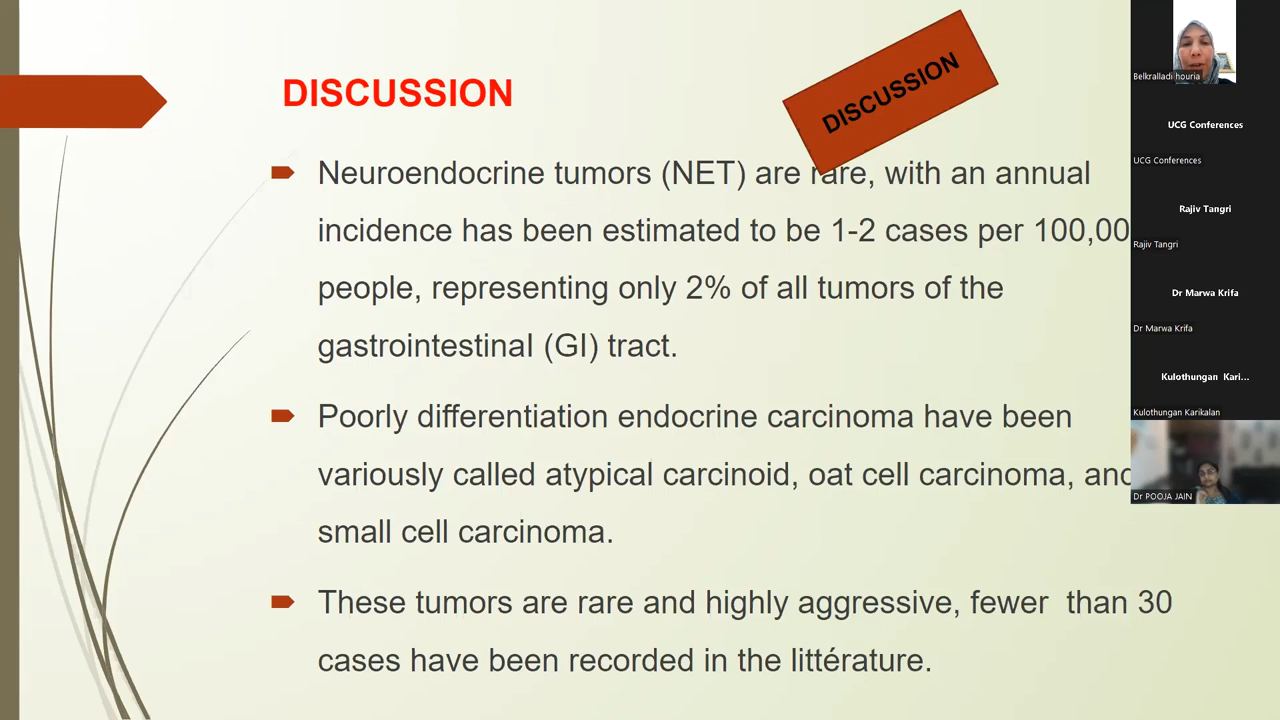 DISCUSSION
DISCUSSION
Neuroendocrine tumors (NET) are rare, with an annual
incidence has been estimated to be 1-2 cases per 100,00
people, representing only 2% of all tumors of the
gastrointestinal (GI) tract.
Poorly differentiation endocrine carcinoma have been
variously called atypical carcinoid, oat cell carcinoma, and
small cell carcinoma.
These tumors are rare and highly aggressive, fewer than 30
cases have been recorded in the littérature.
Belkralladi houria
UCG Conferences
UCG Conferences
Rajiv Tangri
Rajiv Tangri
Dr Marwa Krifa
Dr Marwa Krifa
Kulothungan Kari...
Kulothungan Karikalan
Dr POOJA JAIN